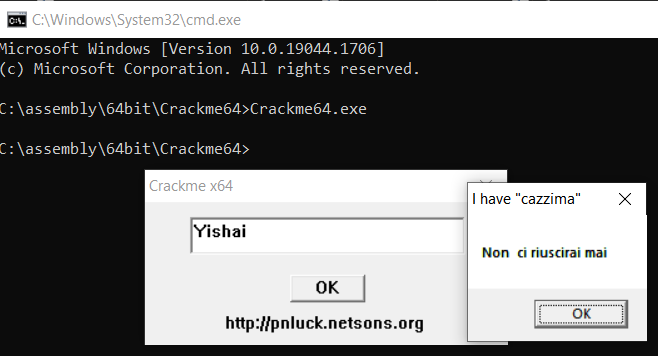 C:\Windows\System32\cmd.exe
Microsoft Windows [Version 10.0.19044.1706]
(c) Microsoft Corporation. All rights reserved.
C:\assembly\64bit\Crackme64>Crackme64.exe
C:\assembly\64bit\Crackme64>
Crackme x64
Yishai
OK
http://pnluck.netsons.org
I have "cazzima"
Non ci riuscirai mai
OK